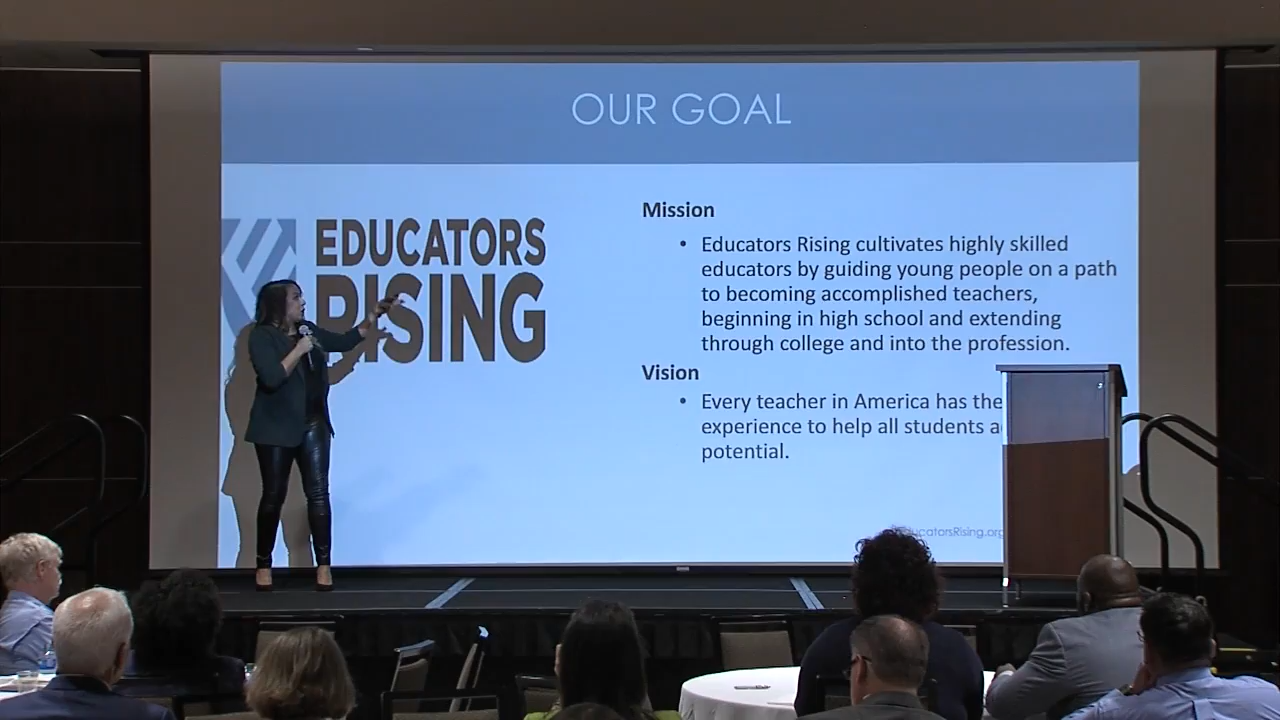 OUR GOAL
EDUCATORS
RISING
Mission
• Educators Rising cultivates highly skilled
educators by guiding young people on a path
to becoming accomplished teachers,
beginning in high school and extending
through college and into the profession.
Vision
• Every teacher in America has the
experience to help all students
potential.
EducatorsRising.org